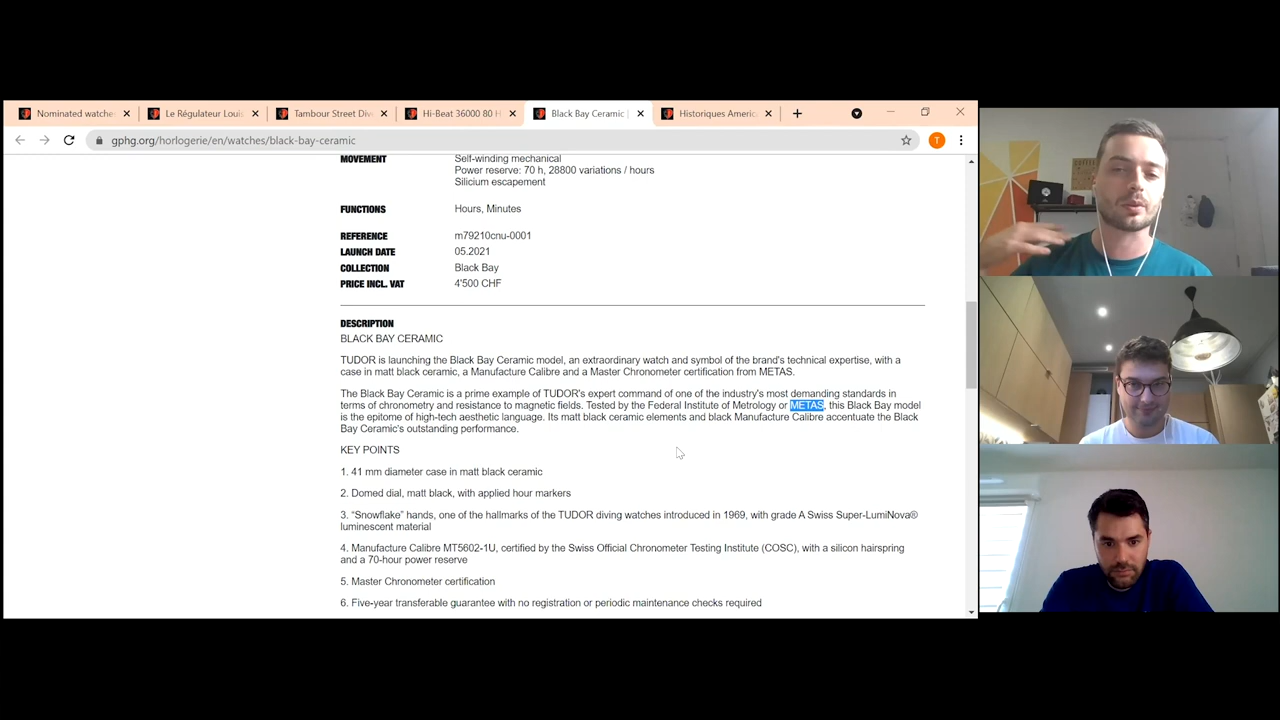 Nominated watche
Le Régulateur Louis
Tambour Street Div
Hi-Beat 36000 80 H
Black Bay Ceramic |
Historiques Americ
gphg.org/horlogerie/en/watches/black-bay-ceramic
T
MOVEMENT Self-winding mechanical
Power reserve: 70 h, 28800 variations / hours
Silicium escapement
FUNCTIONS Hours, Minutes
REFERENCE m79210cnu-0001
LAUNCH DATE 05.2021
COLLECTION Black Bay
PRICE INCL. VAT 4'500 CHF
DESCRIPTION
BLACK BAY CERAMIC
TUDOR is launching the Black Bay Ceramic model, an extraordinary watch and symbol of the brand's technical expertise, with a
case in matt black ceramic, a Manufacture Calibre and a Master Chronometer certification from METAS.
The Black Bay Ceramic is a prime example of TUDOR's expert command of one of the industry's most demanding standards in
terms of chronometry and resistance to magnetic fields. Tested by the Federal Institute of Metrology or METAS, this Black Bay model
is the epitome of high-tech aesthetic language. Its matt black ceramic elements and black Manufacture Calibre accentuate the Black
Bay Ceramic's outstanding performance.
KEY POINTS
1. 41 mm diameter case in matt black ceramic
2. Domed dial, matt black, with applied hour markers
3. “Snowflake” hands, one of the hallmarks of the TUDOR diving watches introduced in 1969, with grade A Swiss Super-LumiNova®
luminescent material
4. Manufacture Calibre MT5602-1U, certified by the Swiss Official Chronometer Testing Institute (COSC), with a silicon hairspring
and a 70-hour power reserve
5. Master Chronometer certification
6. Five-year transferable guarantee with no registration or periodic maintenance checks required